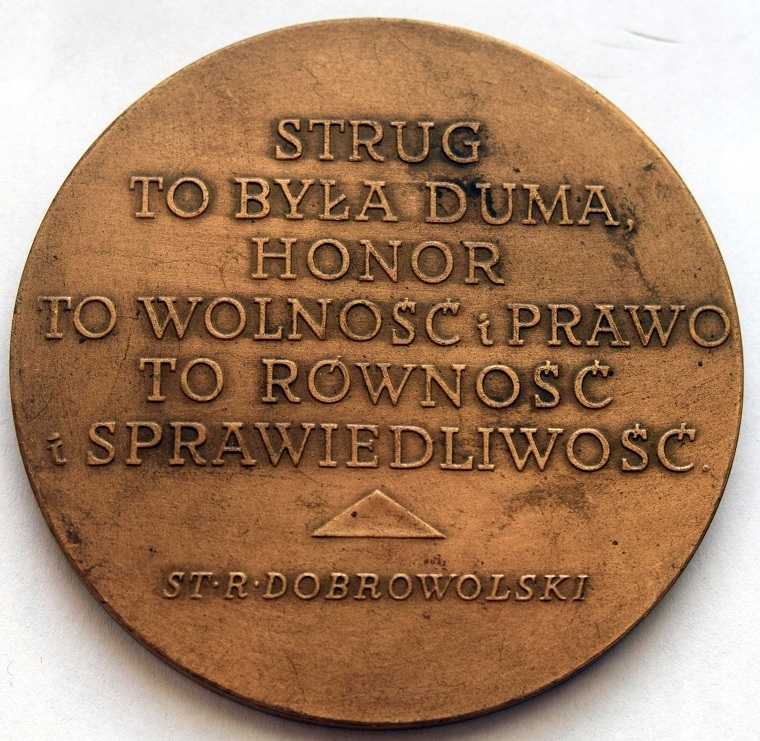 STRUG
TO BYŁA DUMA,
HONOR
TO WOLNOŚĆ i PRAWO
TO RÓWNOŚĆ
i SPRAWIEDLIWOŚĆ.
ST·R·DOBROWOLSKI